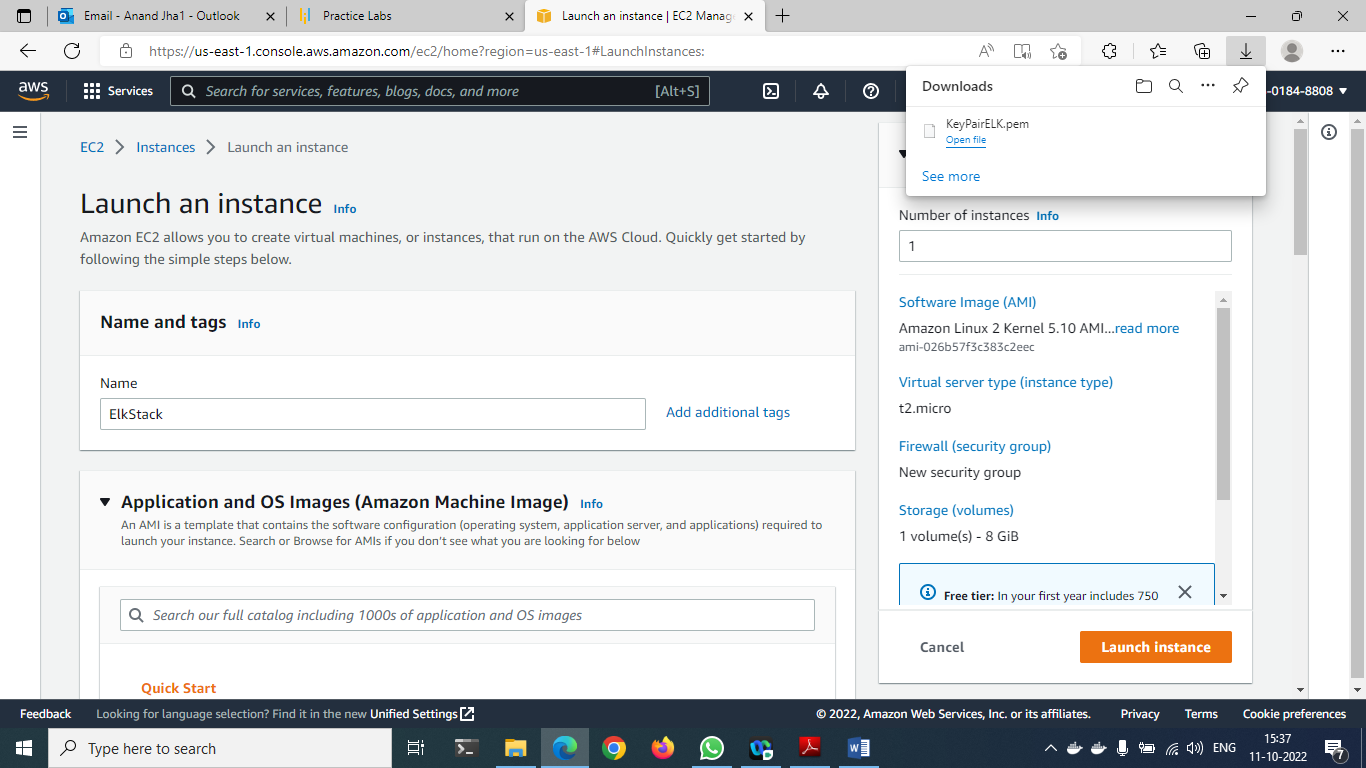 Email - Anand Jha1 - Outlook
Practice Labs
Launch an instance | EC2 Manag
https://us-east-1.console.aws.amazon.com/ec2/home?region=us-east-1#LaunchInstances:
aws
Services
Search for services, features, blogs, docs, and more
[Alt+S]
-0184-8808
Downloads
KeyPairELK.pem
Open file
See more
EC2
Instances
Launch an instance
Launch an instance Info
Amazon EC2 allows you to create virtual machines, or instances, that run on the AWS Cloud. Quickly get started by
following the simple steps below.
Name and tags Info
Name
ElkStack
Add additional tags
Application and OS Images (Amazon Machine Image) Info
An AMI is a template that contains the software configuration (operating system, application server, and applications) required to
launch your instance. Search or Browse for AMIs if you don't see what you are looking for below
Search our full catalog including 1000s of application and OS images
Quick Start
Number of instances Info
1
Software Image (AMI)
Amazon Linux 2 Kernel 5.10 AMI...read more
ami-026b57f3c383c2eec
Virtual server type (instance type)
t2.micro
Firewall (security group)
New security group
Storage (volumes)
1 volume(s) - 8 GiB
Free tier: In your first year includes 750
Cancel
Launch instance
Feedback
Looking for language selection? Find it in the new Unified Settings
© 2022, Amazon Web Services, Inc. or its affiliates.
Privacy
Terms
Cookie preferences
Type here to search
ENG
15:37
11-10-2022
7